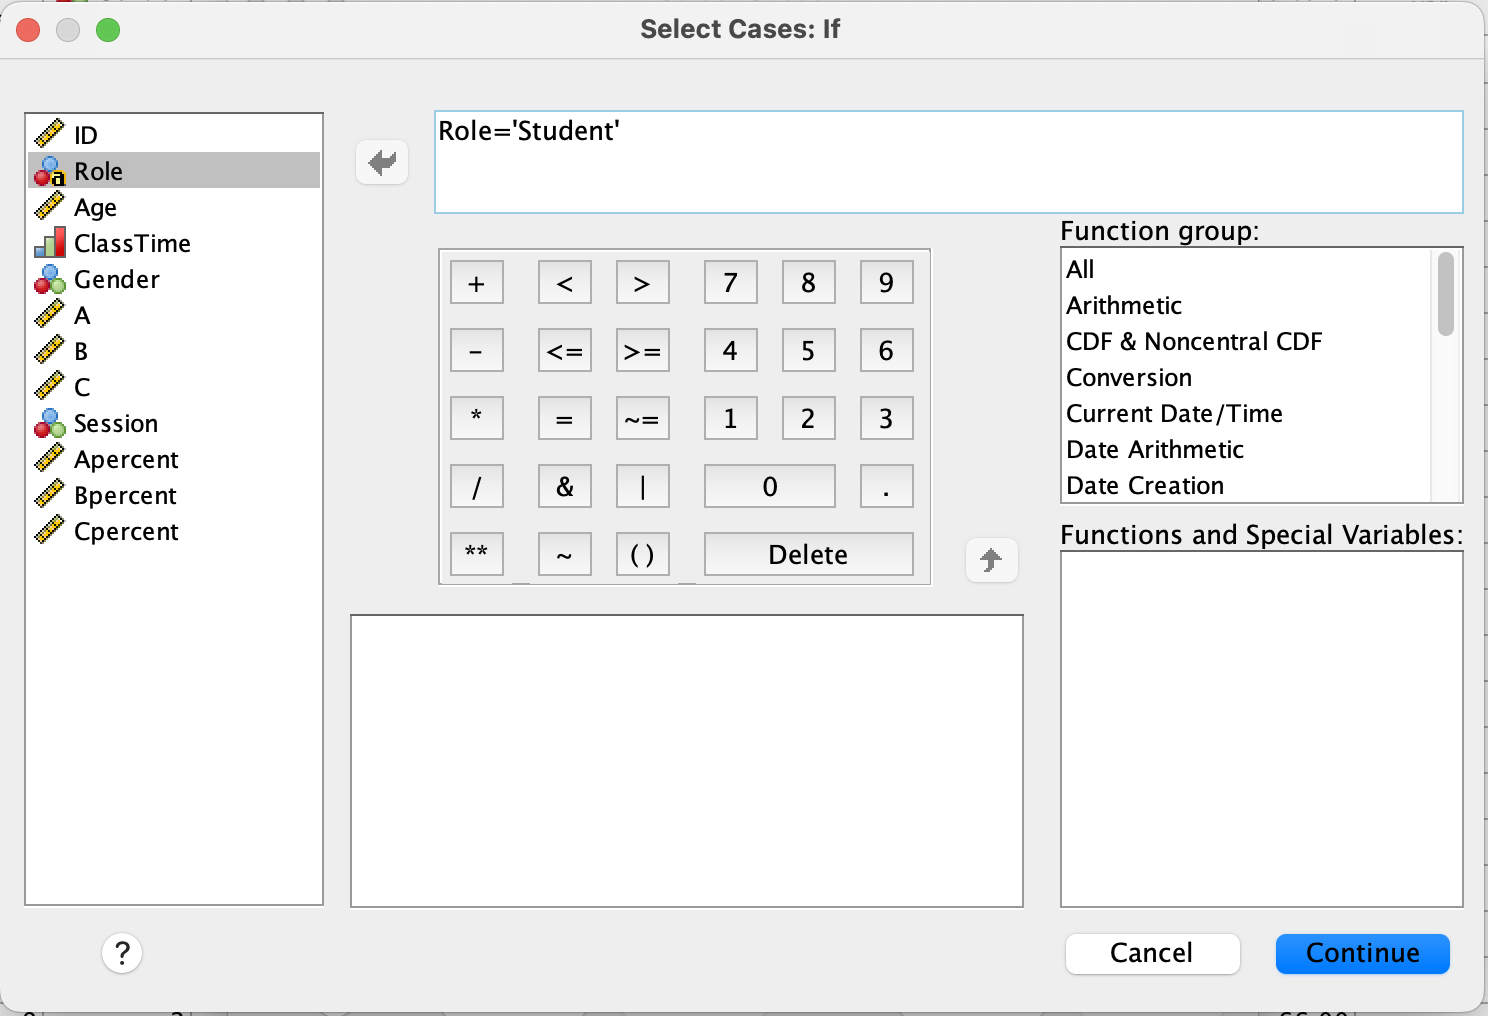 Select Cases: If
ID
Role
Age
ClassTime
Gender
A
B
C
Session
Apercent
Bpercent
Cpercent
Role='Student'
+ < > 7 8 9
- <= >= 4 5 6
* = ~= 1 2 3
/ & | 0 .
** ~ () Delete
Function group:
All
Arithmetic
CDF & Noncentral CDF
Conversion
Current Date/Time
Date Arithmetic
Date Creation
Functions and Special Variables:
?
Cancel
Continue